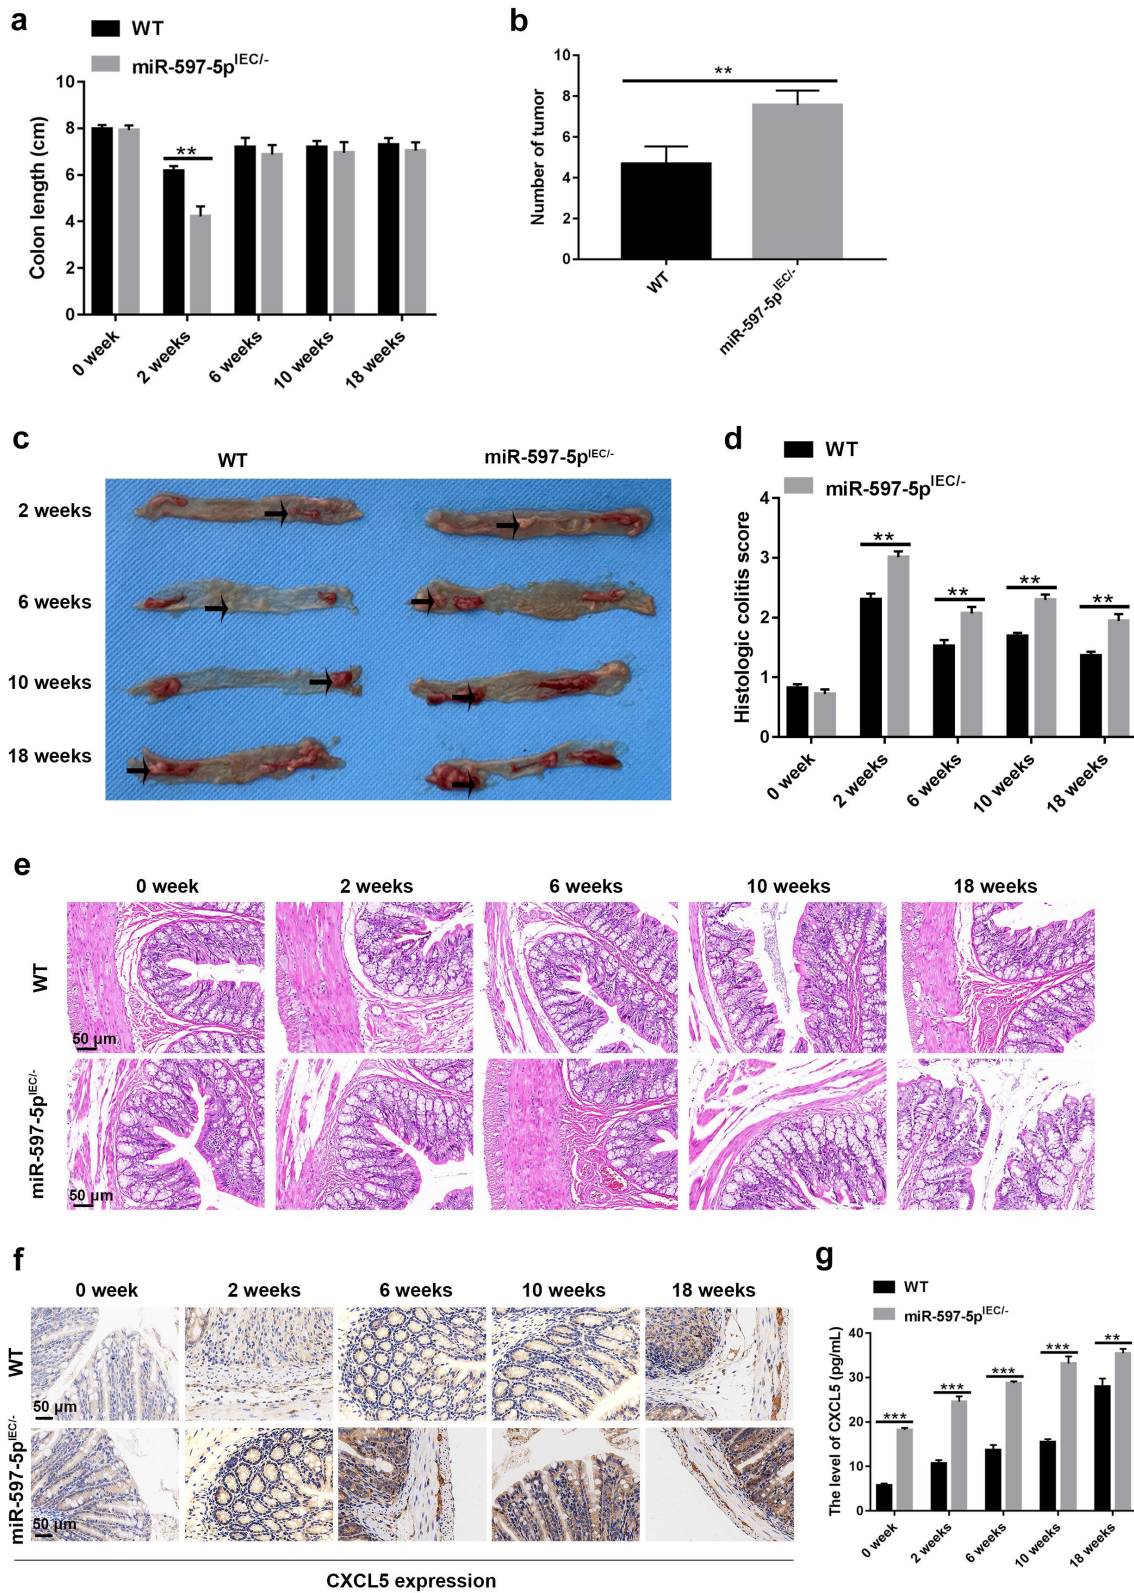 a
WT
miR-597-5pIEC/-
Colon length (cm)
10
8
6
4
2
0
**
0 week
2 weeks
6 weeks
10 weeks
18 weeks
b
Number of tumor
10
8
6
4
2
0
**
WT
miR-597-5pIEC/-
c
WT
miR-597-5pIEC/-
2 weeks
6 weeks
10 weeks
18 weeks
d
WT
miR-597-5pIEC/-
Histologic colitis score
4
3
2
1
0
**
**
**
**
0 week
2 weeks
6 weeks
10 weeks
18 weeks
e
0 week
2 weeks
6 weeks
10 weeks
18 weeks
WT
50 μm
miR-597-5pIEC/-
50 μm
f
0 week
2 weeks
6 weeks
10 weeks
18 weeks
WT
50 μm
miR-597-5pIEC/-
50 μm
CXCL5 expression
g
WT
miR-597-5pIEC/-
The level of CXCL5 (pg/mL)
40
30
20
10
0
***
***
***
***
**
0 week
2 weeks
6 weeks
10 weeks
18 weeks